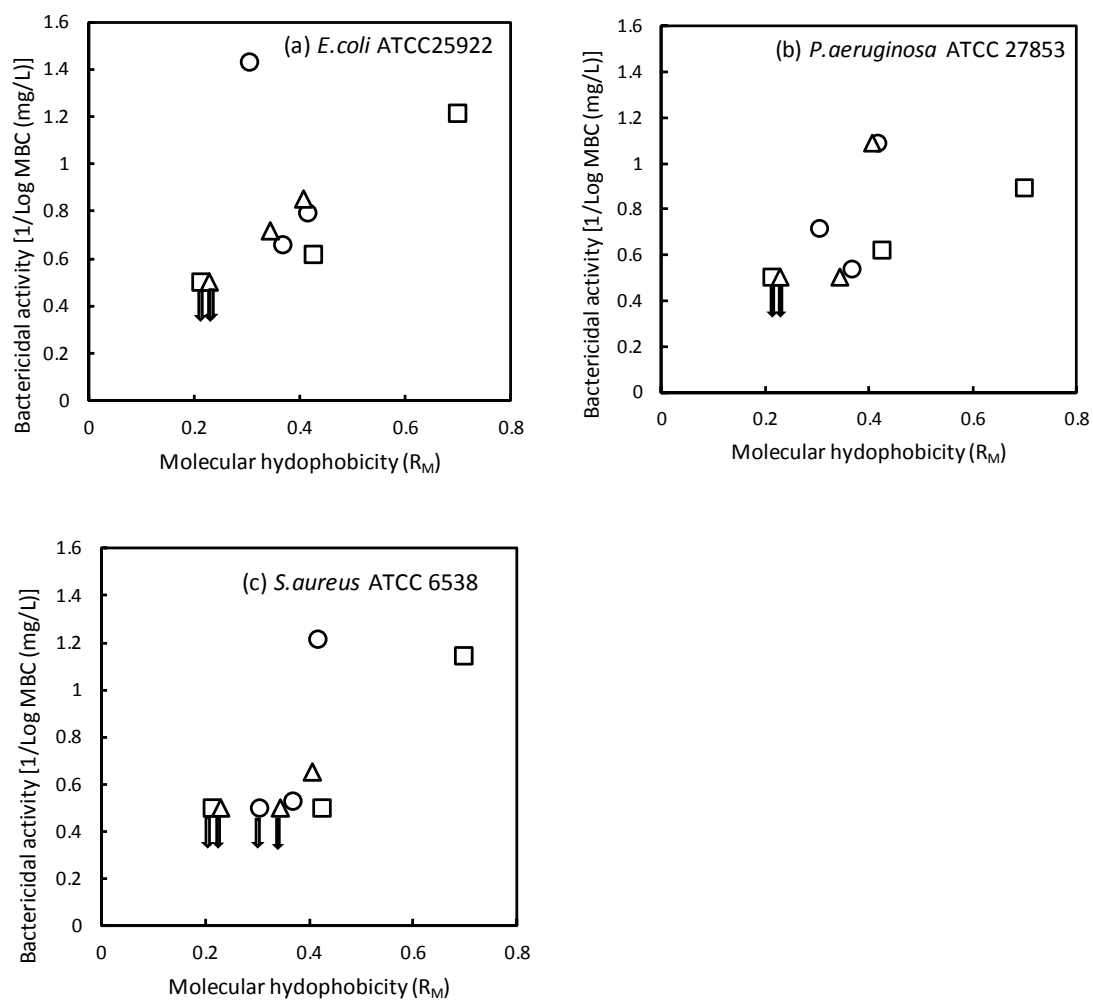 (a) E.coli ATCC25922
Bactericidal activity [1/Log MBC (mg/L)]
1.6
1.4
1.2
1
0.8
0.6
0.4
0.2
0
0 0.2 0.4 0.6 0.8
Molecular hydophobicity (RM)
(b) P.aeruginosa ATCC 27853
Bactericidal activity [1/Log MBC (mg/L)]
1.6
1.4
1.2
1
0.8
0.6
0.4
0.2
0
0 0.2 0.4 0.6 0.8
Molecular hydophobicity (RM)
(c) S.aureus ATCC 6538
Bactericidal activity [1/Log MBC (mg/L)]
1.6
1.4
1.2
1
0.8
0.6
0.4
0.2
0
0 0.2 0.4 0.6 0.8
Molecular hydophobicity (RM)